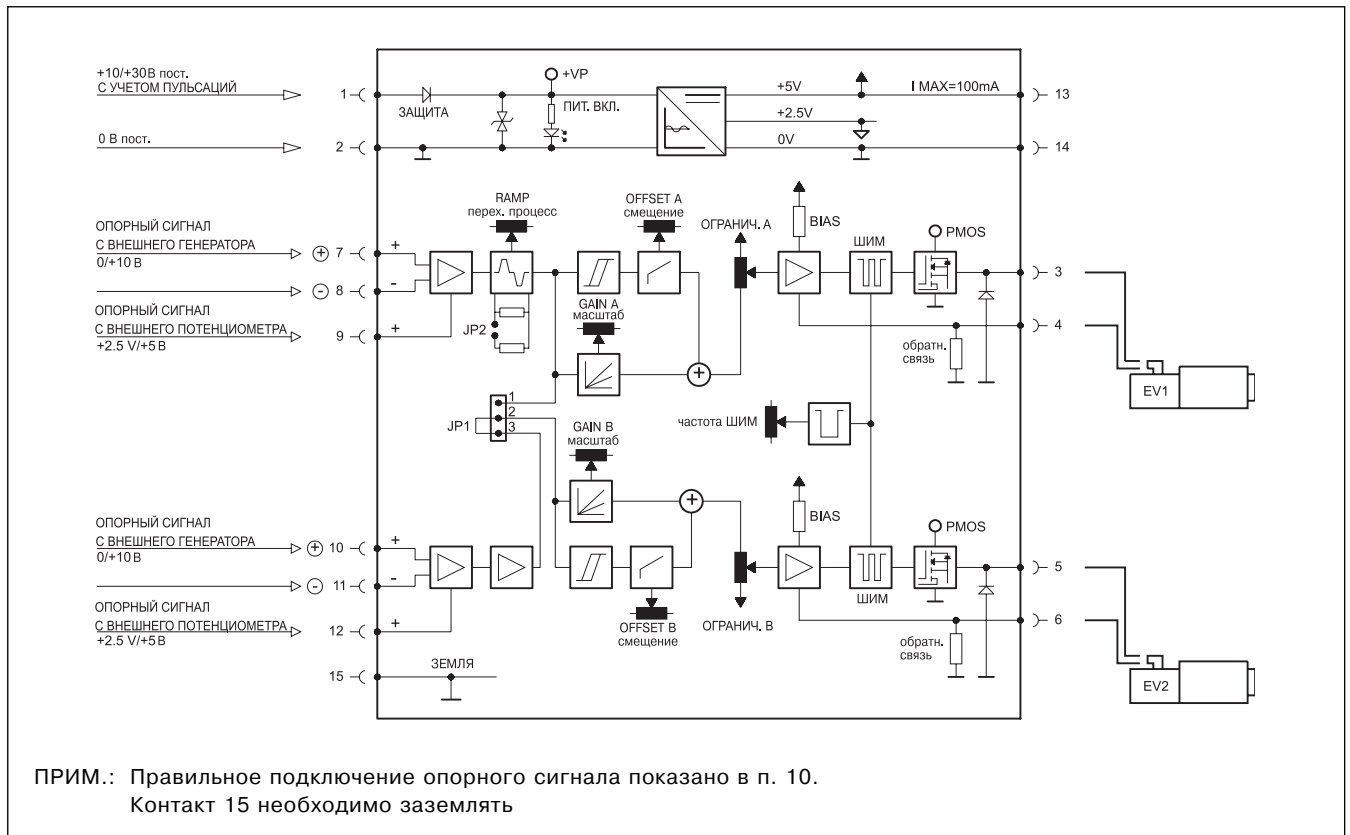 +10/+30В пост.
С УЧЕТОМ ПУЛЬСА�ций
1
ЗАЩИТА
+VP
ПИТ. ВКЛ.
+5V
I MAX=100mA
13
+2.5V
0 В пост.
2
0V
14
RAMP
перех. процесс
OFFSET A
смещение
ОПОРНЫЙ СИГНАЛ
С ВНЕШНЕГО ГЕНЕРАТОРА
0/+10 В
+ 7
+
- 8
-
ОПОРНЫЙ СИГНАЛ
С ВНЕШНЕГО ПОТЕНЦИОМЕТРА
+2.5 V/+5 В
9
+
JP2
GAIN A
масштаб
+
ОГРАНИЧ. А
BIAS
ШИМ
PMOS
3
4
обратн.
связь
EV1
JP1
1
2
3
GAIN B
масштаб
частота ШИМ
+
BIAS
PMOS
ОПОРНЫЙ СИГНАЛ
С ВНЕШНЕГО ГЕНЕРАТОРА
0/+10 В
+ 10
+
- 11
-
ОПОРНЫЙ СИГНАЛ
С ВНЕШНЕГО ПОТЕНЦИОМЕТРА
+2.5 V/+5 В
12
+
OFFSET B
смещение
ОГРАНИЧ. В
ШИМ
5
6
обратн.
связь
EV2
15
ЗЕМЛЯ
ПРИМ.: Правильное подключение опорного сигнала показано в п. 10.
Контакт 15 необходимо заземлять